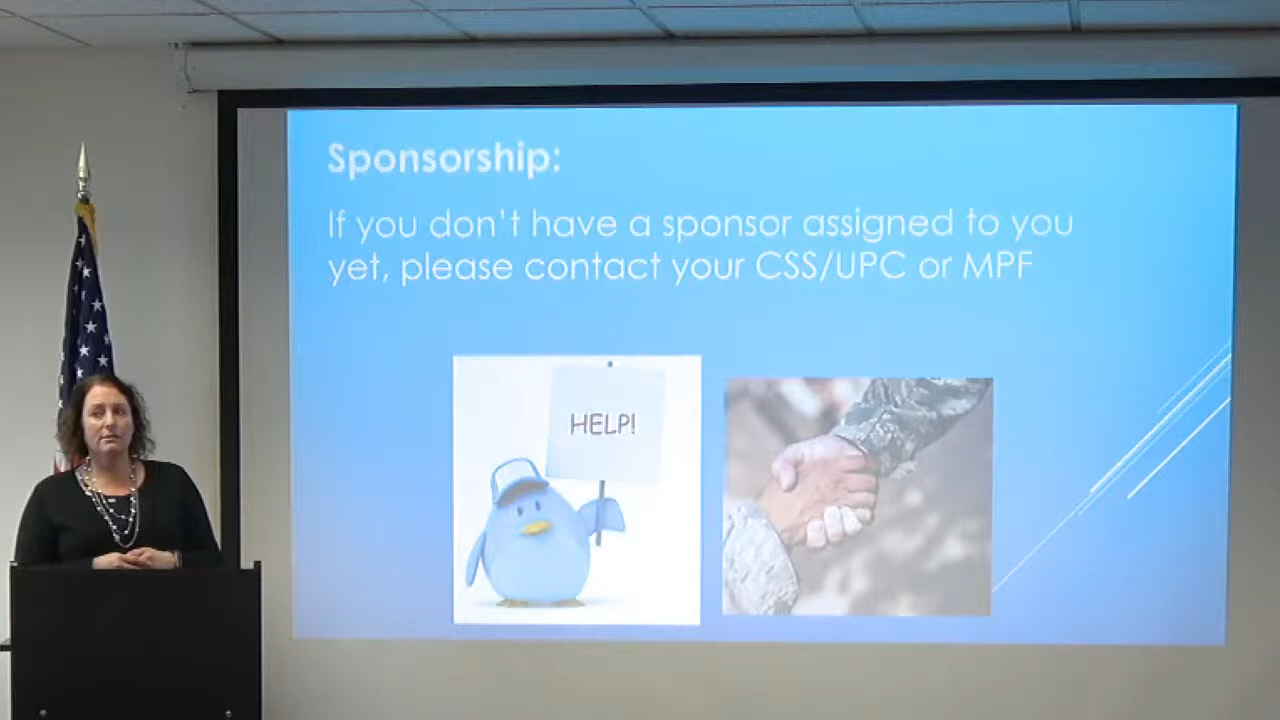 Sponsorship:
If you don't have a sponsor assigned to you
yet, please contact your CSS/UPC or MPF
HELP!